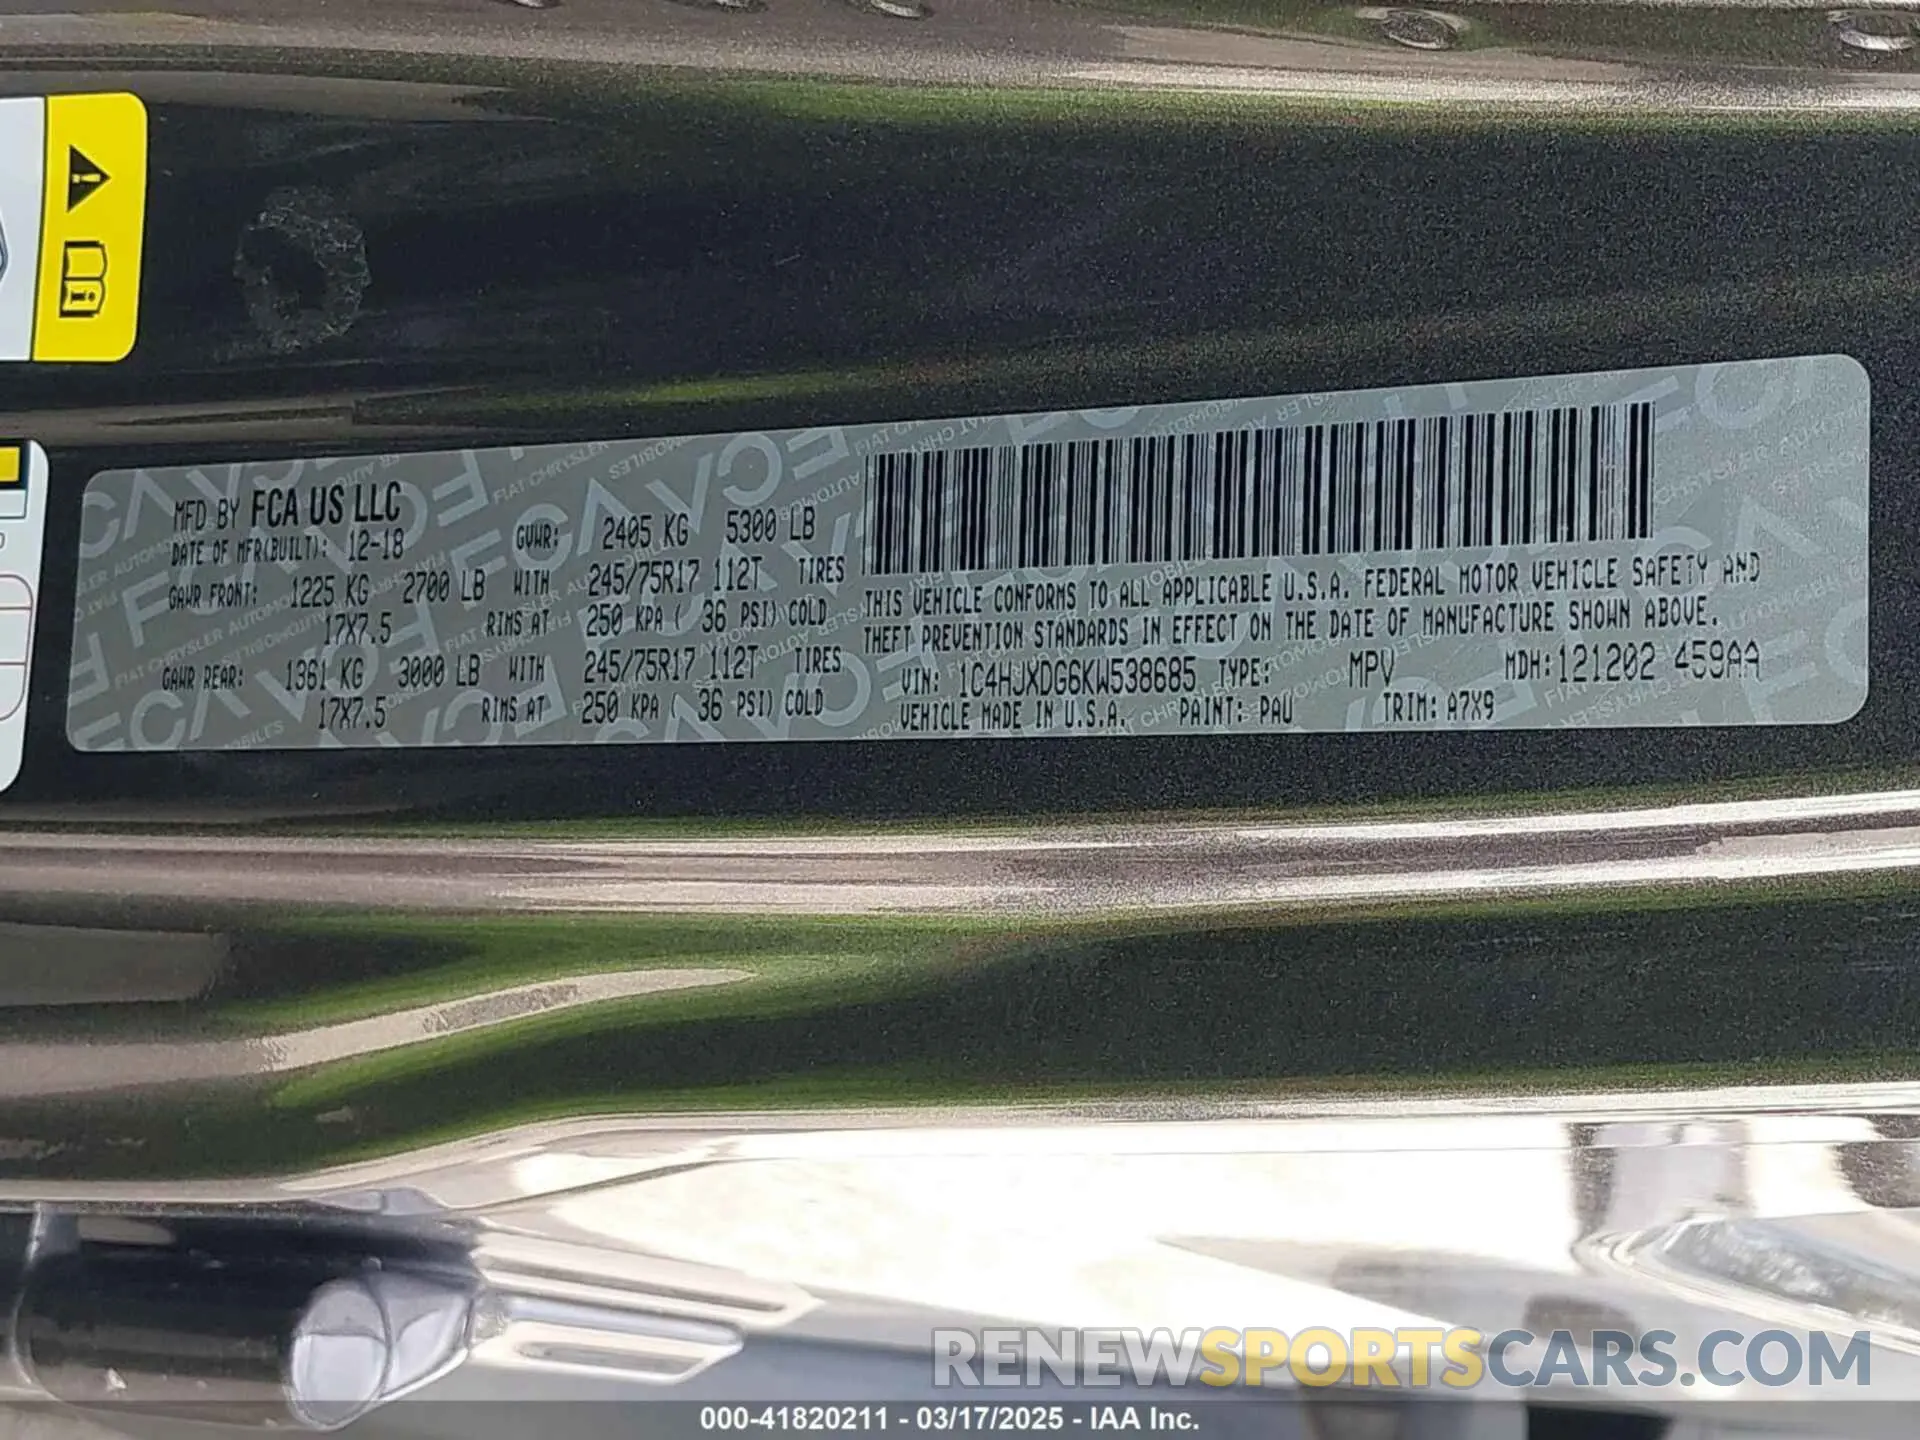 MFD BY FCA US LLC
DATE OF MFR(BUILT): 12-18 GVWR: 2405 KG 5300 LB
GAWR FRONT: 1225 KG 2700 LB WITH 245/75R17 112T TIRES
17X7.5 RIMS AT 250 KPA ( 36 PSI) COLD
GAWR REAR: 1361 KG 3000 LB WITH 245/75R17 112T TIRES
17X7.5 RIMS AT 250 KPA ( 36 PSI) COLD
THIS VEHICLE CONFORMS TO ALL APPLICABLE U.S.A. FEDERAL MOTOR VEHICLE SAFETY AND
THEFT PREVENTION STANDARDS IN EFFECT ON THE DATE OF MANUFACTURE SHOWN ABOVE.
VIN: 1C4HJXDG6KW538685 TYPE: MPV MDH: 121202 459AA
VEHICLE MADE IN U.S.A. PAINT: PAU TRIM: A7X9
RENEWSPORTSCARS.COM
000-41820211 - 03/17/2025 - IAA Inc.